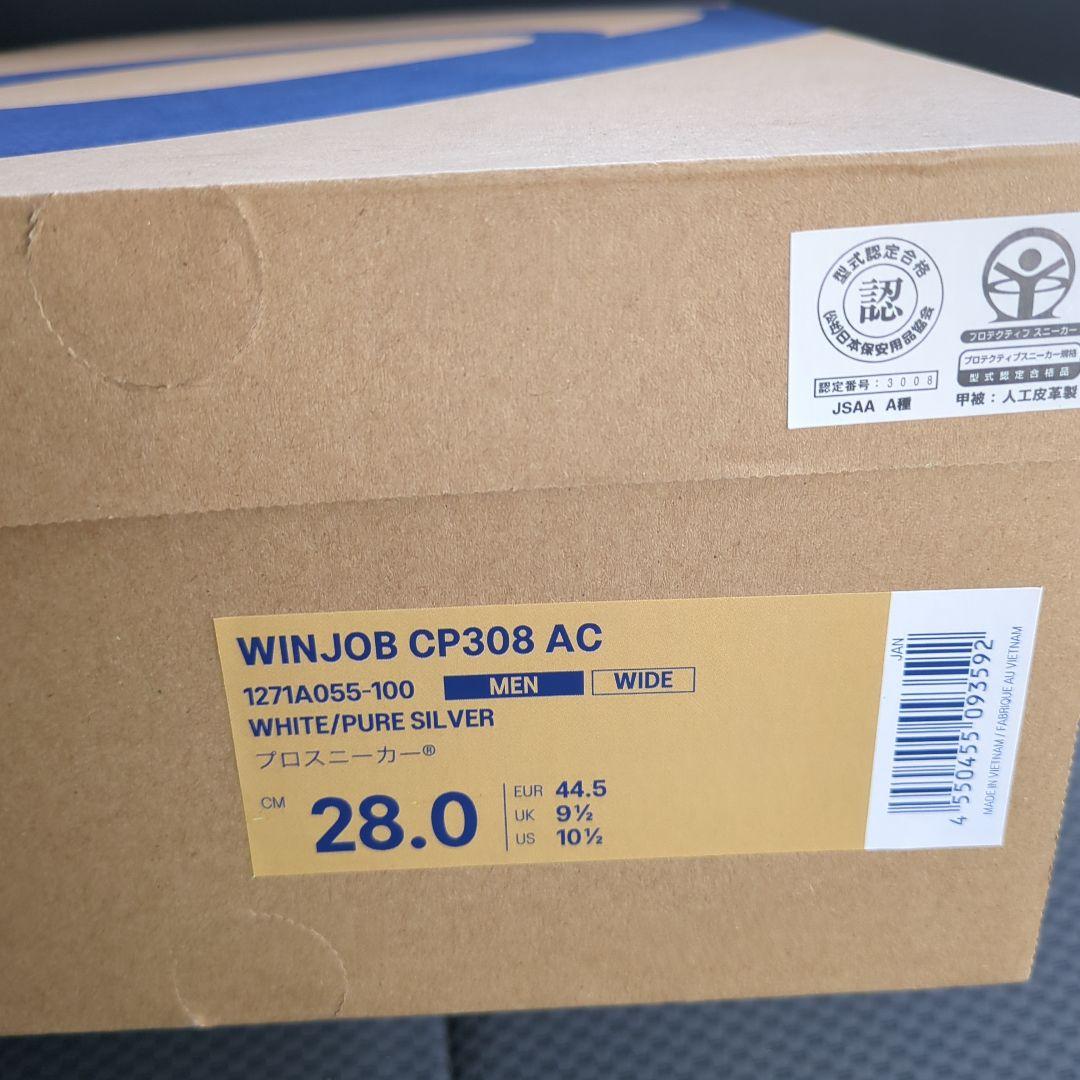 型式認定合格
認
(公社)日本保安用品協会
認定番号:3008
JSAA A種
プロテクティブ スニーカー
プロテクティブスニーカー規格
型式認定合格品
甲被:人工皮革製
WINJOB CP308 AC
1271A055-100 MEN WIDE
WHITE/PURE SILVER
プロスニーカー®
CM 28.0
EUR 44.5
UK 9½
US 10½
JAN
4 550455 093592
MADE IN VIETNAM / FABRIQUE AU VIETNAM